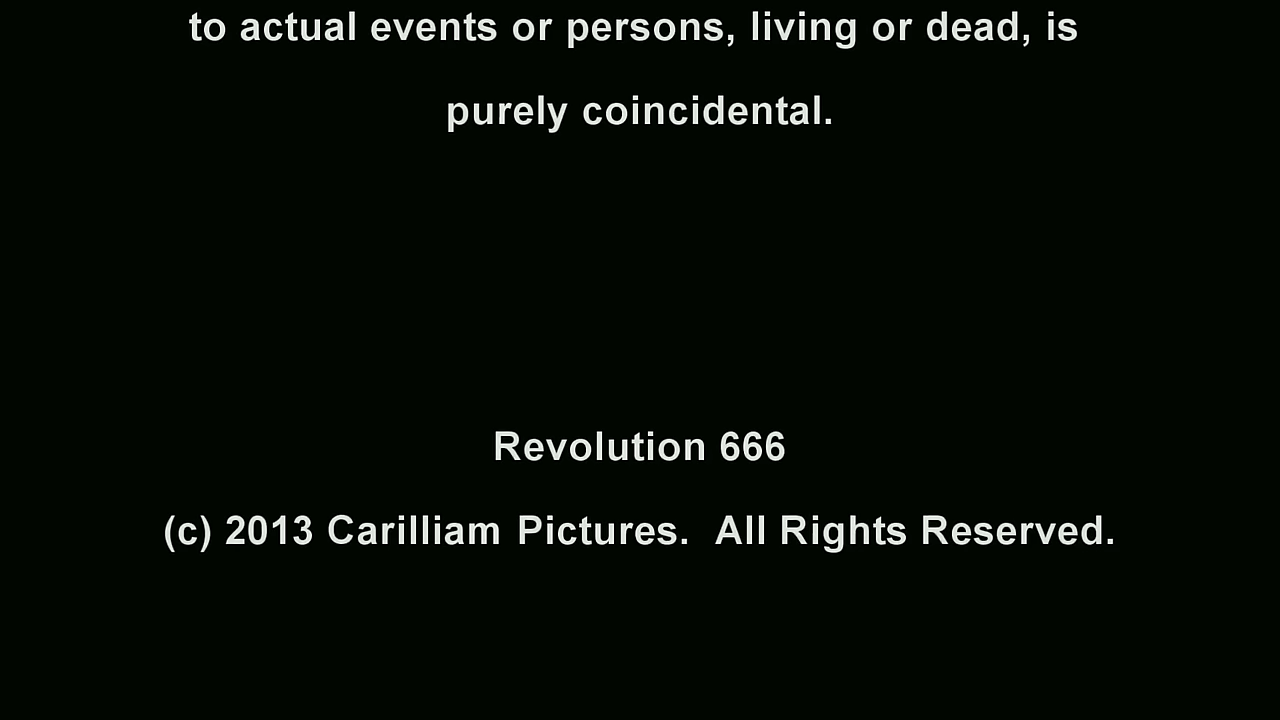 to actual events or persons, living or dead, is
purely coincidental.
Revolution 666
(c) 2013 Carilliam Pictures.  All Rights Reserved.